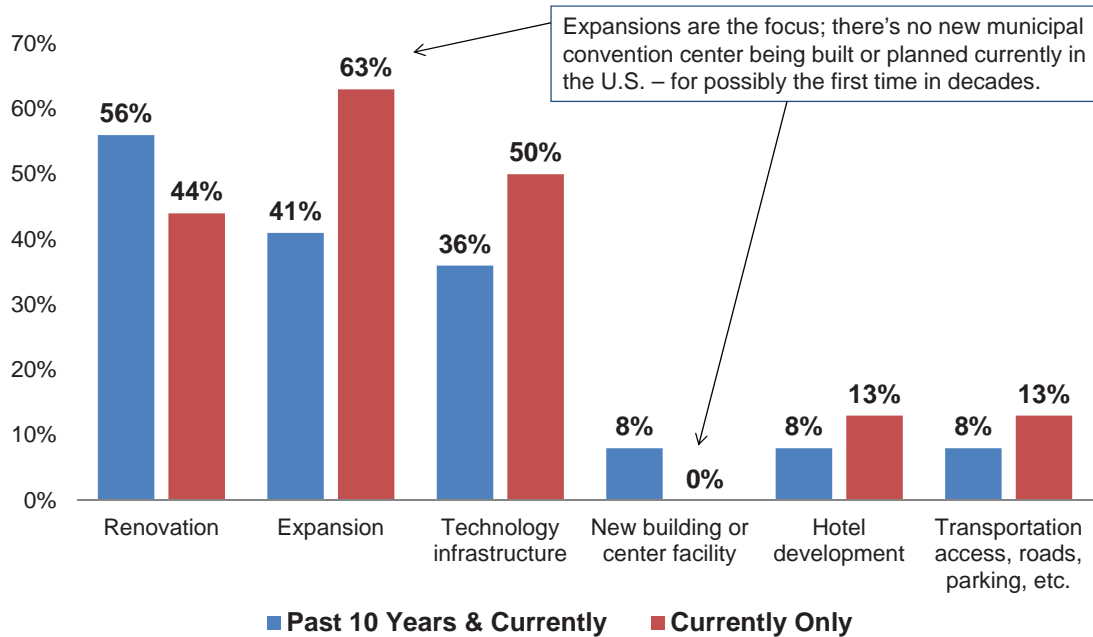 Expansions are the focus; there's no new municipal
convention center being built or planned currently in
the U.S. – for possibly the first time in decades.
70%
60%
50%
40%
30%
20%
10%
0%
56%
44%
41%
63%
36%
50%
8%
0%
8%
13%
8%
13%
Renovation
Expansion
Technology
infrastructure
New building or
center facility
Hotel
development
Transportation
access, roads,
parking, etc.
Past 10 Years & Currently
Currently Only